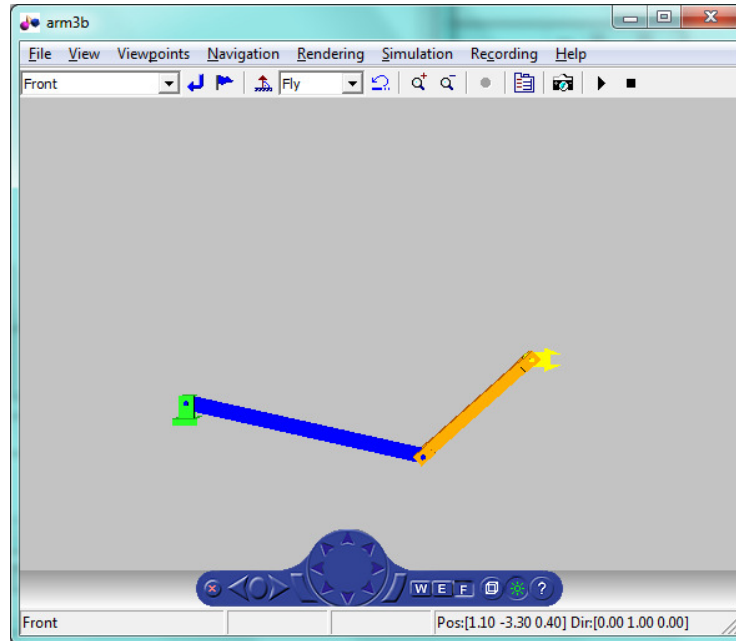 arm3b
File View Viewpoints Navigation Rendering Simulation Recording Help
Front Fly
W E F ?
Front Pos:[1.10 -3.30 0.40] Dir:[0.00 1.00 0.00]